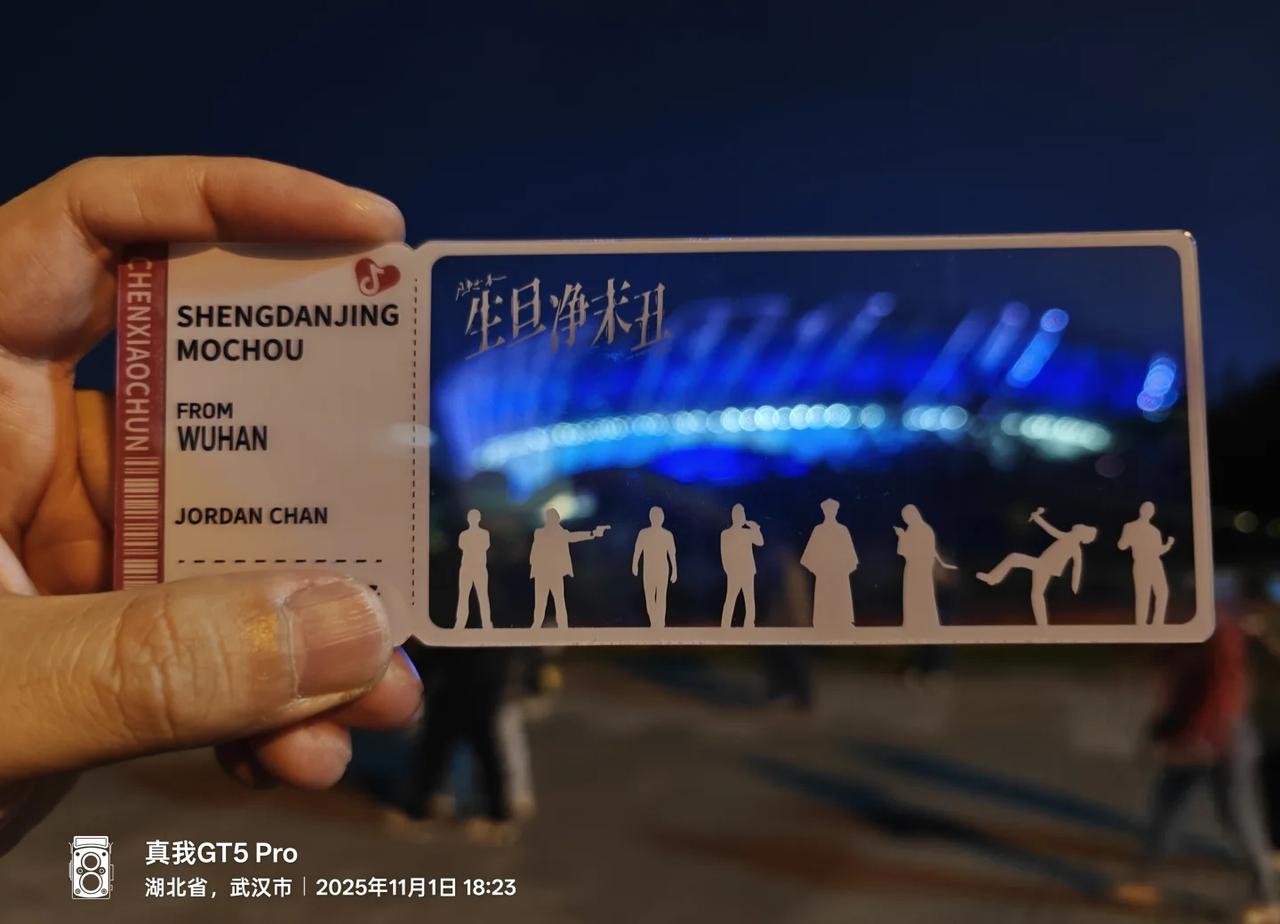 CHENXIAOCHUN
SHENGDANJING
MOCHOU
FROM
WUHAN
JORDAN CHAN
生旦净末丑
真我GT5 Pro
湖北省，武汉市｜2025年11月1日 18:23